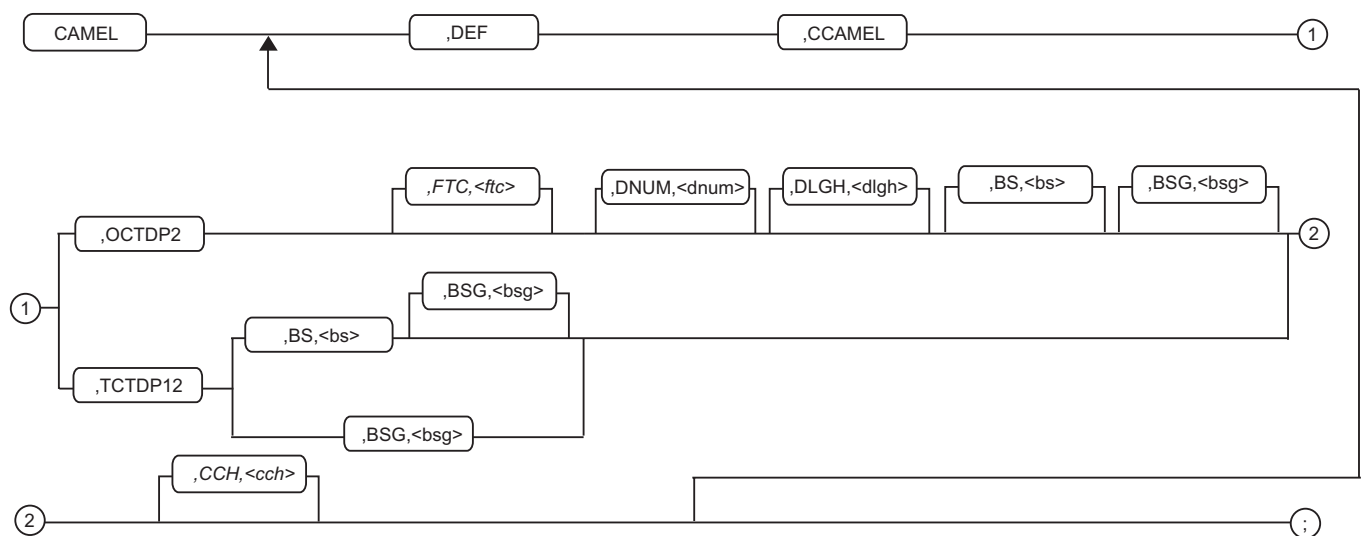 CAMEL ,DEF ,CCAMEL 1
,FTC,<ftc> ,DNUM,<dnum> ,DLGH,<dlgh> ,BS,<bs> ,BSG,<bsg>
,OCTDP2 2
,BSG,<bsg>
1
,BS,<bs>
,TCTDP12
,BSG,<bsg>
,CCH,<cch>
2 ;